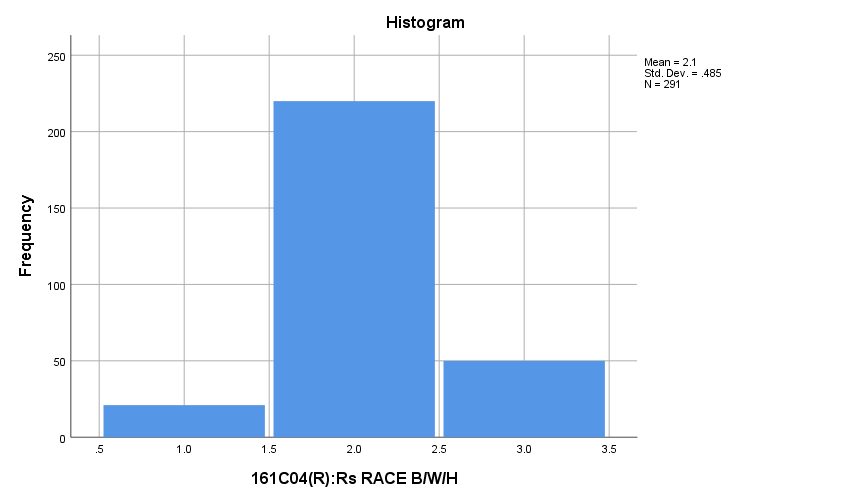 Histogram
Mean = 2.1
Std. Dev. = .485
N = 291
Frequency
250
200
150
100
50
0
.5 1.0 1.5 2.0 2.5 3.0 3.5
161C04(R):Rs RACE B/W/H